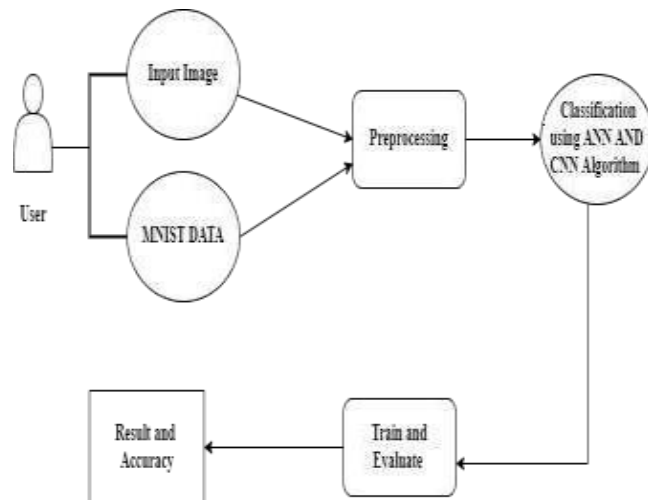 Input Image
User
MNIST DATA
Preprocessing
Classification
using ANN AND
CNN Algorithm
Result and
Accuracy
Train and
Evaluate